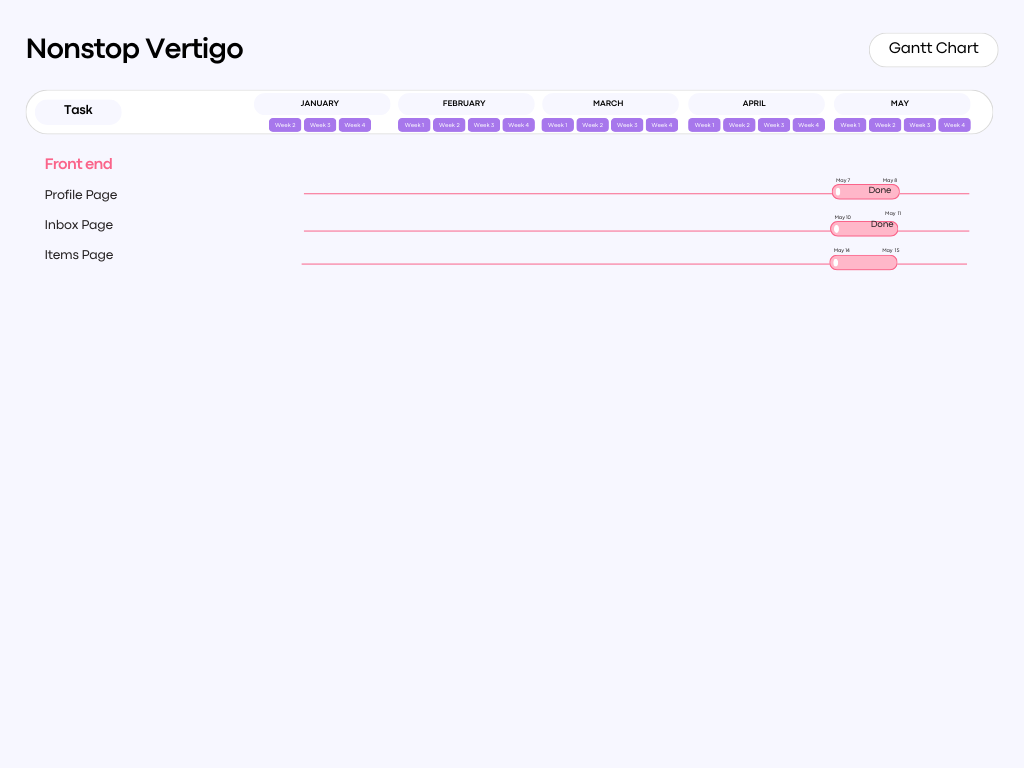 Nonstop Vertigo
Gantt Chart
Task
JANUARY FEBRUARY MARCH APRIL MAY
Week 2 Week 3 Week 4 Week 1 Week 2 Week 3 Week 4 Week 1 Week 2 Week 3 Week 4 Week 1 Week 2 Week 3 Week 4 Week 1 Week 2 Week 3 Week 4
Front end
May 7 May 8
Profile Page Done
May 10 May 11
Inbox Page Done
May 14 May 15
Items Page